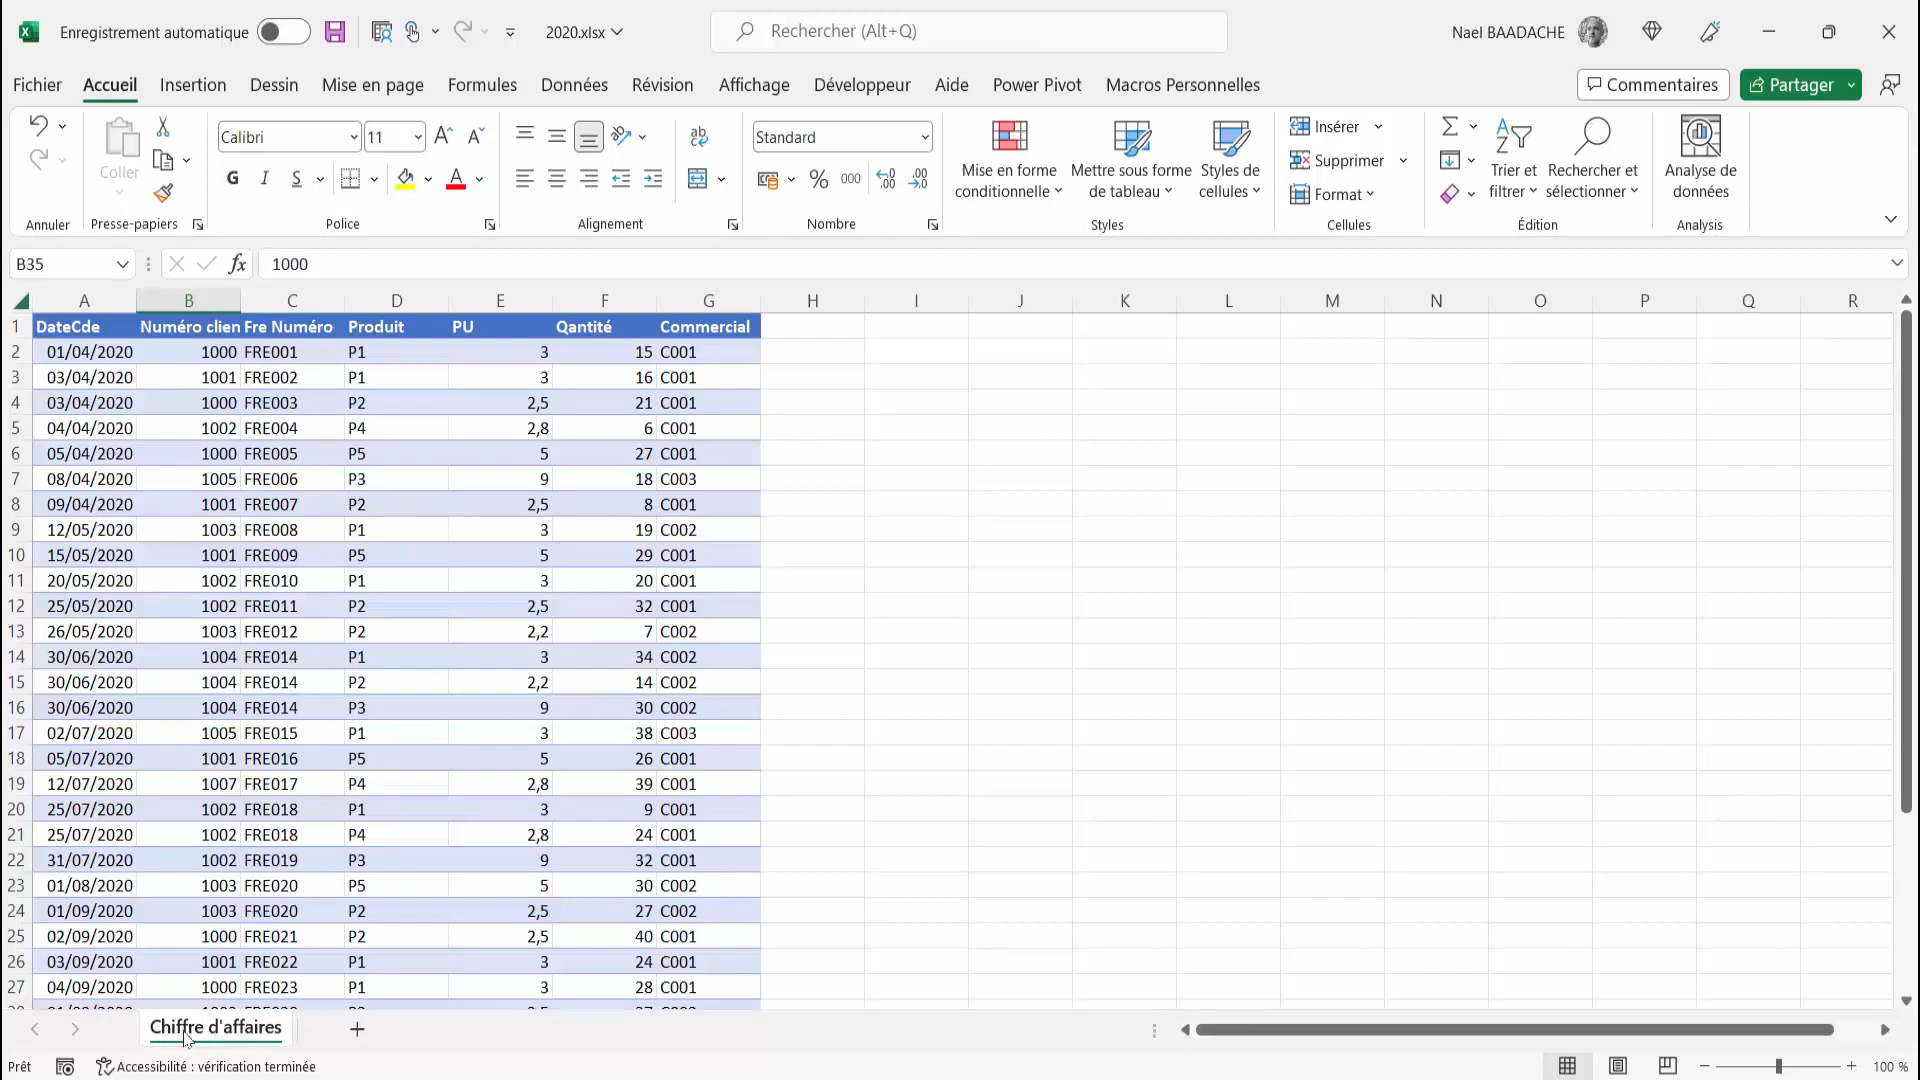 Enregistrement automatique 2020.xlsx Rechercher (Alt+Q) Nael BAADACHE
Fichier Accueil Insertion Dessin Mise en page Formules Données Révision Affichage Développeur Aide Power Pivot Macros Personnelles Commentaires Partager
Coller
Calibri 11
G I S
ab
Standard
% 000
Mise en forme conditionnelle
Mettre sous forme de tableau
Styles de cellules
Insérer
Supprimer
Format
Trier et filtrer
Rechercher et sélectionner
Analyse de données
Annuler Presse-papiers Police Alignement Nombre Styles Cellules Édition Analysis
B35 fx 1000
A B C D E F G H I J K L M N O P Q R
1 DateCde Numéro clien Fre Numéro Produit PU Qantité Commercial
2 01/04/2020 1000 FRE001 P1 3 15 C001
3 03/04/2020 1001 FRE002 P1 3 16 C001
4 03/04/2020 1000 FRE003 P2 2,5 21 C001
5 04/04/2020 1002 FRE004 P4 2,8 6 C001
6 05/04/2020 1000 FRE005 P5 5 27 C001
7 08/04/2020 1005 FRE006 P3 9 18 C003
8 09/04/2020 1001 FRE007 P2 2,5 8 C001
9 12/05/2020 1003 FRE008 P1 3 19 C002
10 15/05/2020 1001 FRE009 P5 5 29 C001
11 20/05/2020 1002 FRE010 P1 3 20 C001
12 25/05/2020 1002 FRE011 P2 2,5 32 C001
13 26/05/2020 1003 FRE012 P2 2,2 7 C002
14 30/06/2020 1004 FRE014 P1 3 34 C002
15 30/06/2020 1004 FRE014 P2 2,2 14 C002
16 30/06/2020 1004 FRE014 P3 9 30 C002
17 02/07/2020 1005 FRE015 P1 3 38 C003
18 05/07/2020 1001 FRE016 P5 5 26 C001
19 12/07/2020 1007 FRE017 P4 2,8 39 C001
20 25/07/2020 1002 FRE018 P1 3 9 C001
21 25/07/2020 1002 FRE018 P4 2,8 24 C001
22 31/07/2020 1002 FRE019 P3 9 32 C001
23 01/08/2020 1003 FRE020 P5 5 30 C002
24 01/09/2020 1003 FRE020 P2 2,5 27 C002
25 02/09/2020 1000 FRE021 P2 2,5 40 C001
26 03/09/2020 1001 FRE022 P1 3 24 C001
27 04/09/2020 1000 FRE023 P1 3 28 C001
Chiffre d'affaires
Prêt Accessibilité : vérification terminée 100 %